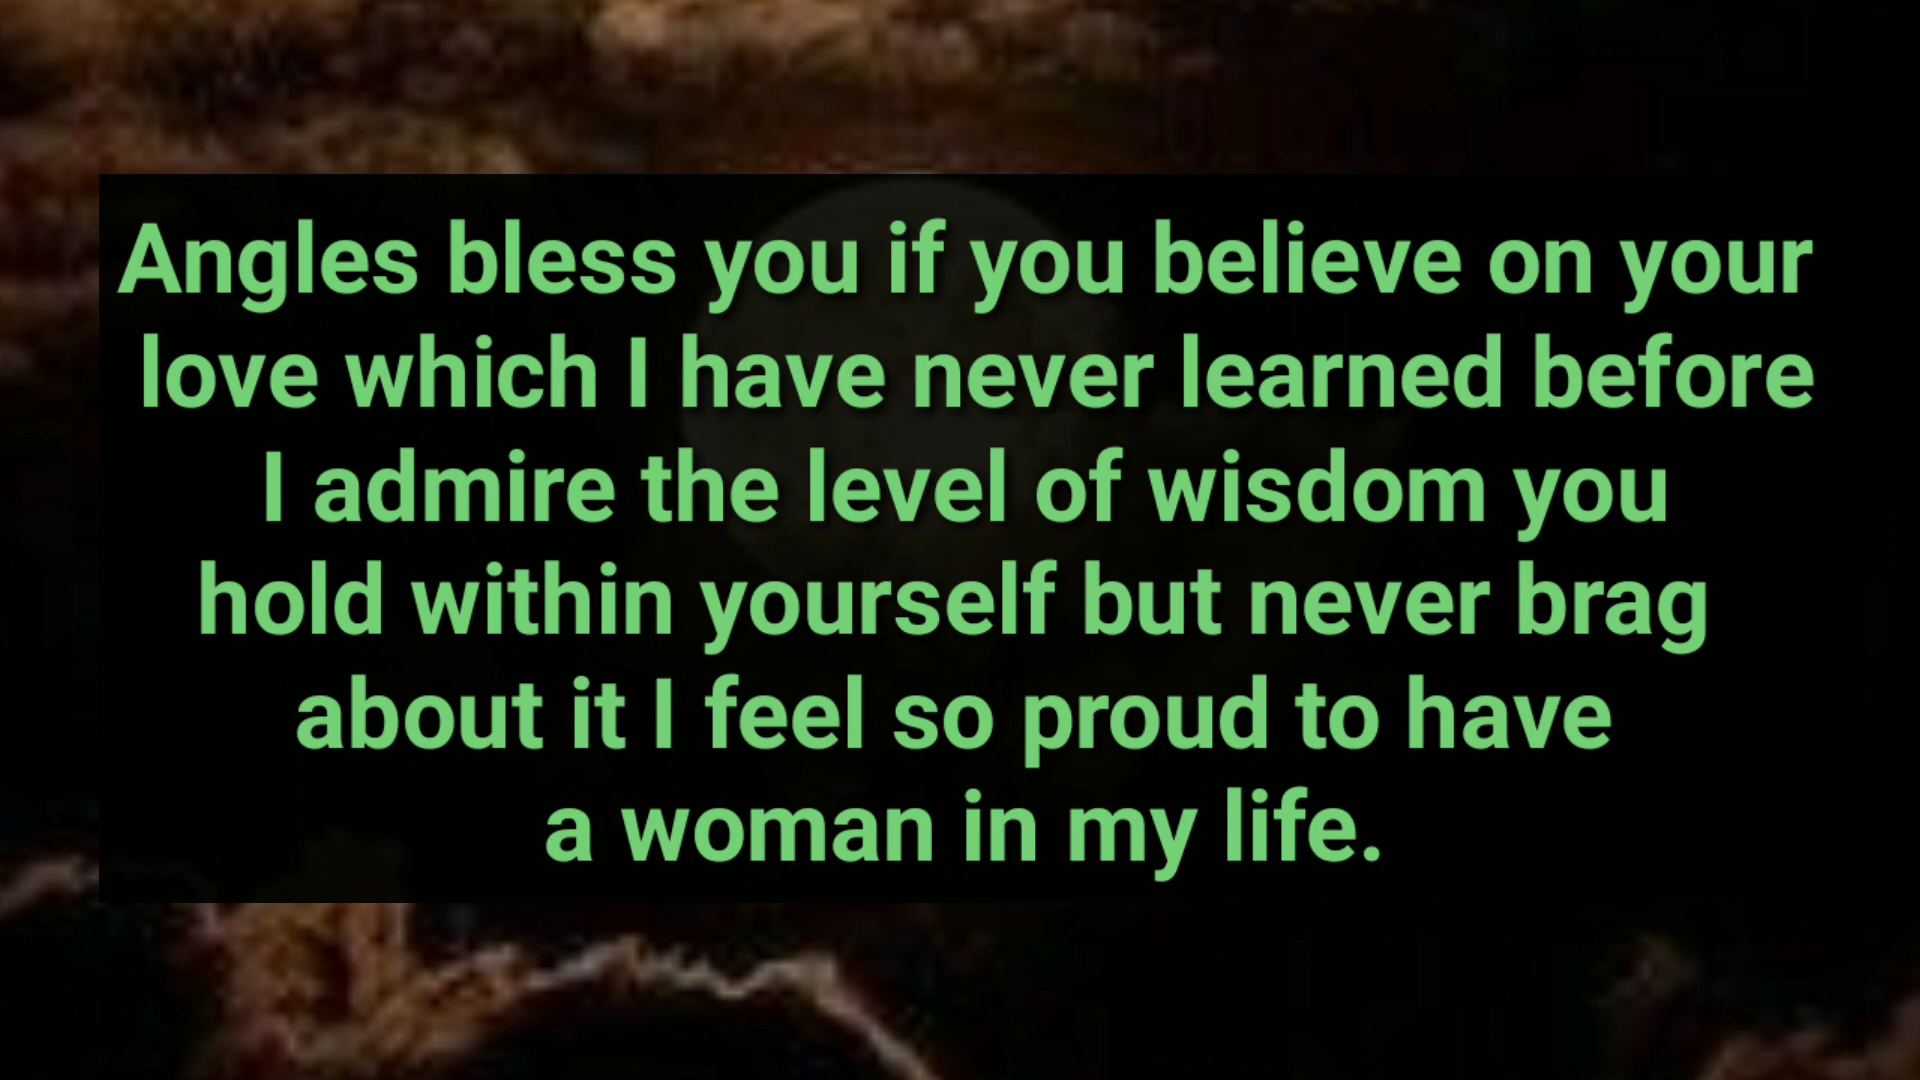 Angles bless you if you believe on your
love which I have never learned before
I admire the level of wisdom you
hold within yourself but never brag
about it I feel so proud to have
a woman in my life.